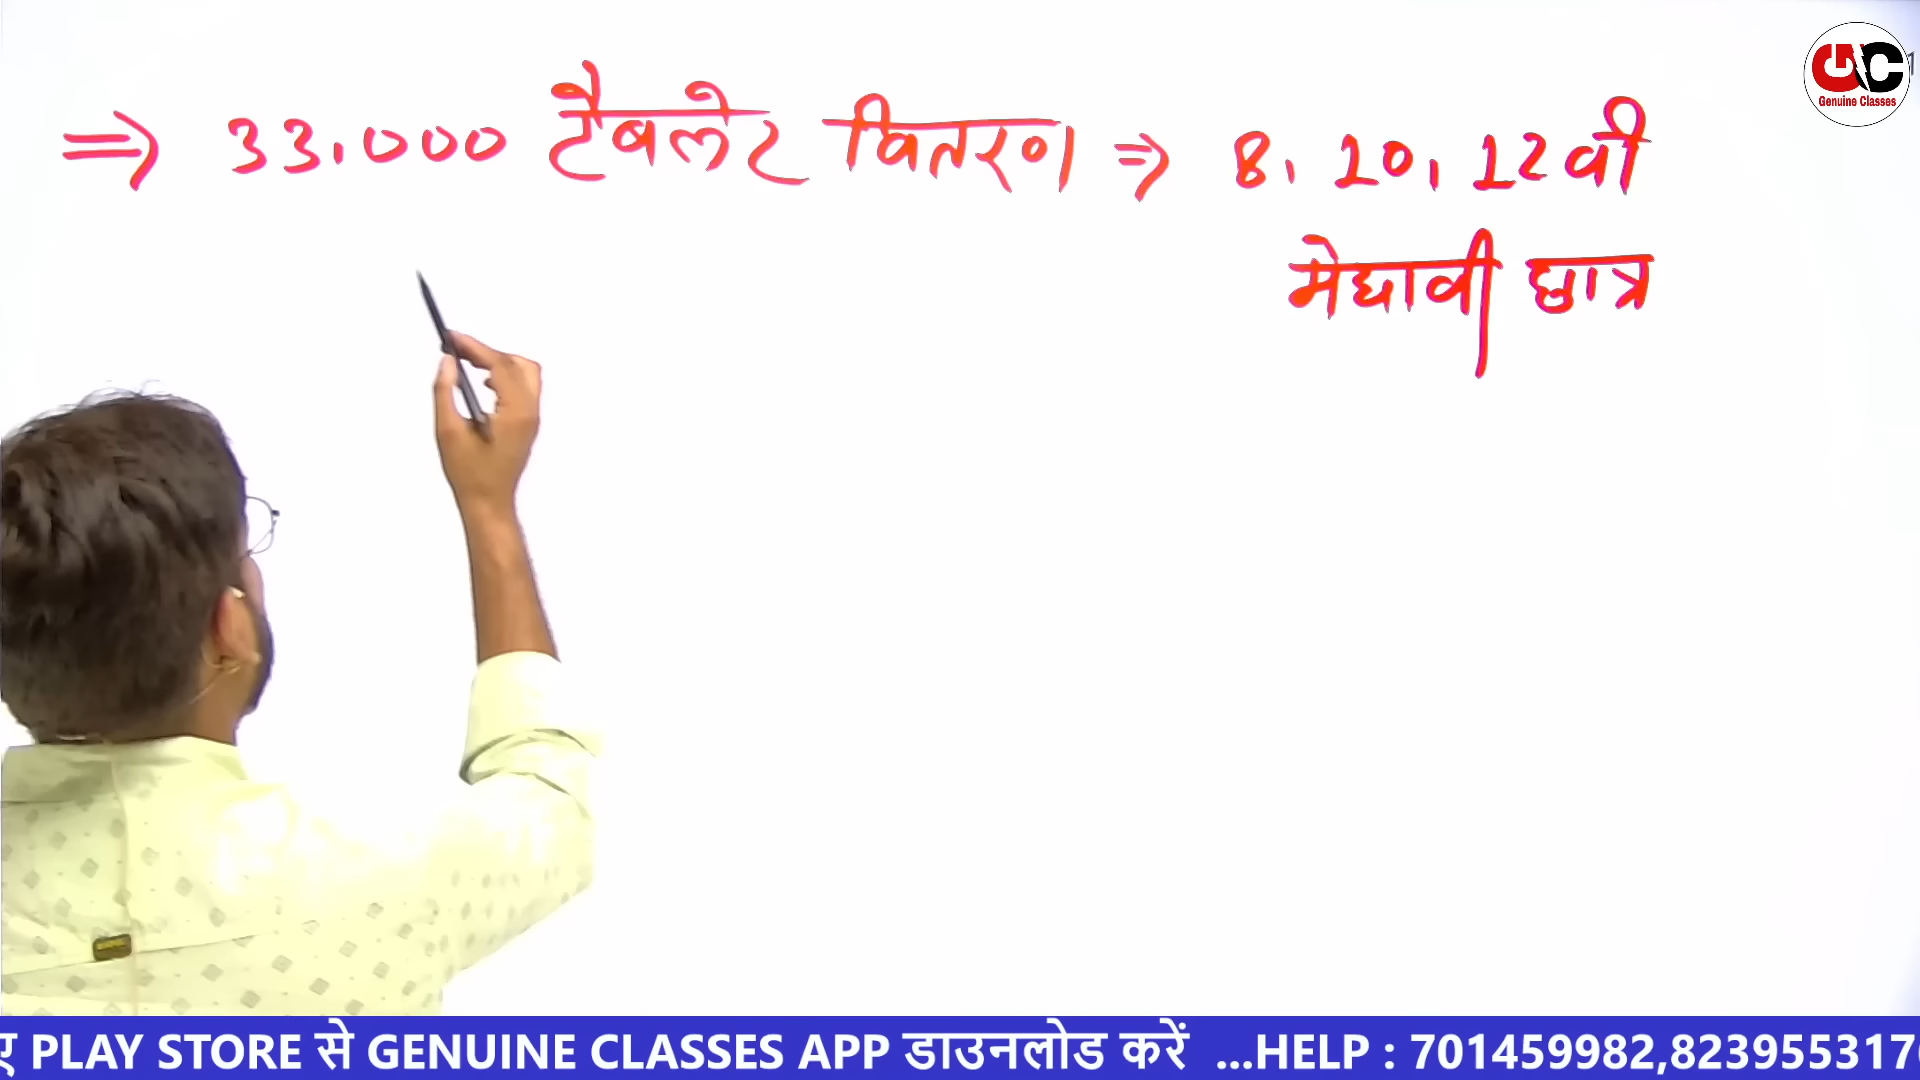 ⇒ 33,000 टैबलेट वितरण ⇒ 8, 10, 12वी
मेघावी छात्र
GC
Genuine Classes
ए PLAY STORE से GENUINE CLASSES APP डाउनलोड करें ...HELP : 701459982,823955317